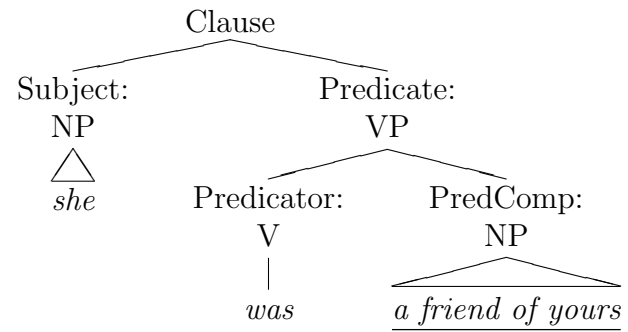 Clause
Subject: Predicate:
NP VP
she Predicator: PredComp:
V NP
was a friend of yours